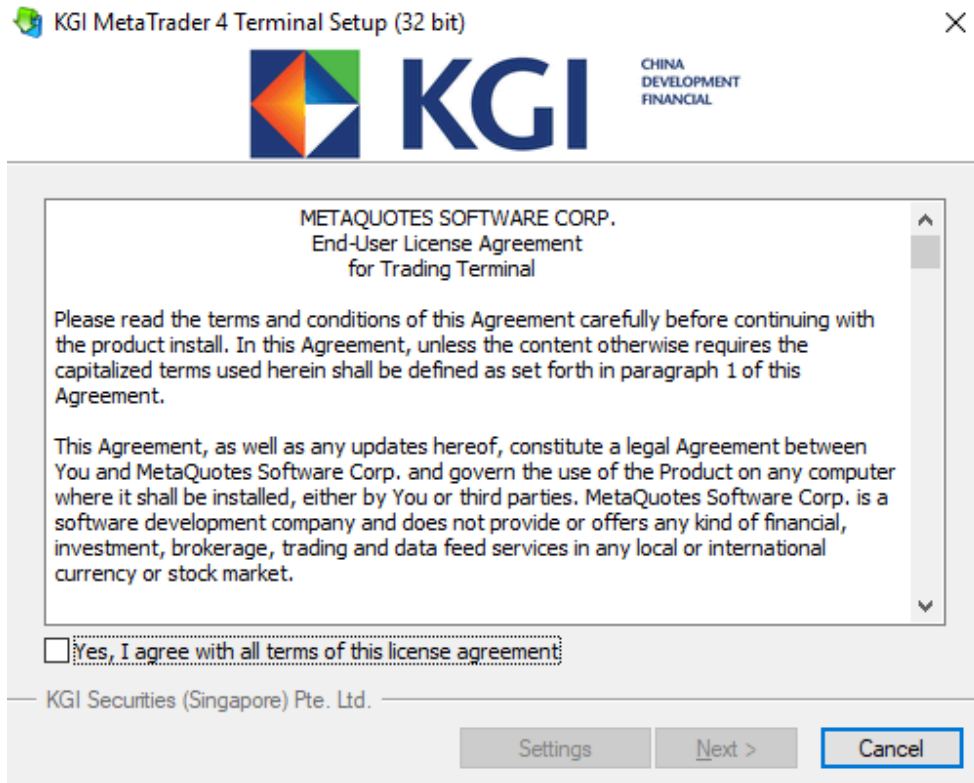 KGI MetaTrader 4 Terminal Setup (32 bit)
KGI
CHINA
DEVELOPMENT
FINANCIAL
METAQUOTES SOFTWARE CORP.
End-User License Agreement
for Trading Terminal
Please read the terms and conditions of this Agreement carefully before continuing with
the product install. In this Agreement, unless the content otherwise requires the
capitalized terms used herein shall be defined as set forth in paragraph 1 of this
Agreement.
This Agreement, as well as any updates hereof, constitute a legal Agreement between
You and MetaQuotes Software Corp. and govern the use of the Product on any computer
where it shall be installed, either by You or third parties. MetaQuotes Software Corp. is a
software development company and does not provide or offers any kind of financial,
investment, brokerage, trading and data feed services in any local or international
currency or stock market.
Yes, I agree with all terms of this license agreement
KGI Securities (Singapore) Pte. Ltd.
Settings
Next >
Cancel